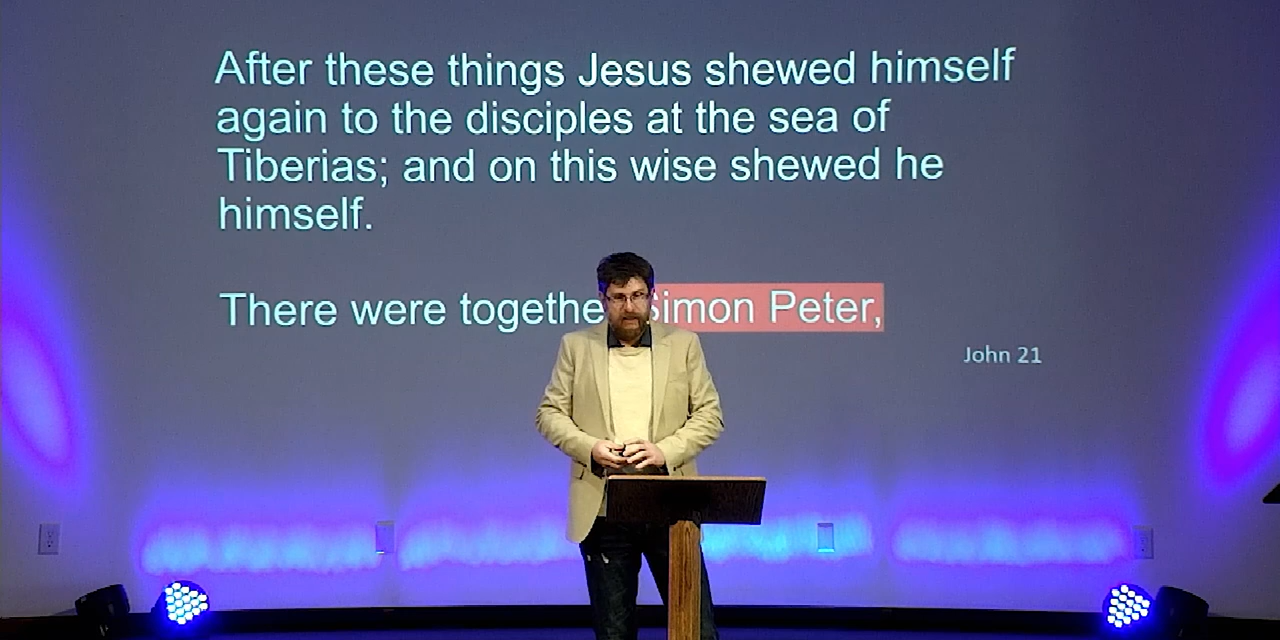 After these things Jesus shewed himself
again to the disciples at the sea of
Tiberias; and on this wise shewed he
himself.
There were Simon Peter,
John 21